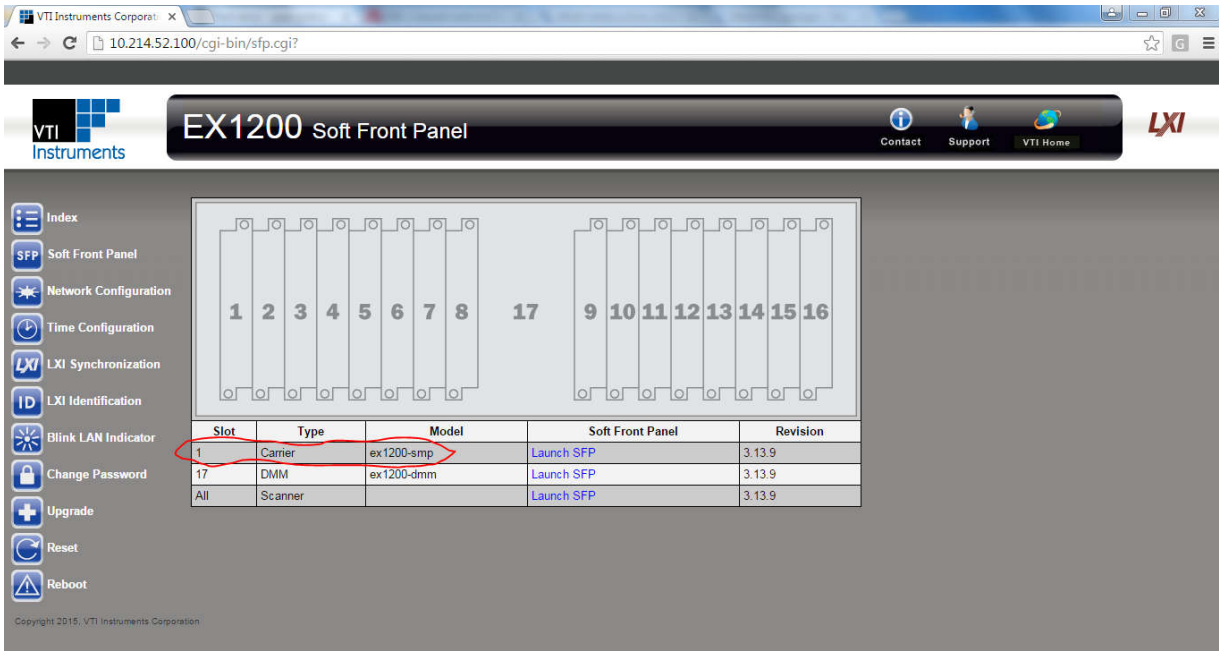 VTI Instruments Corporati
10.214.52.100/cgi-bin/sfp.cgi?
VTI
Instruments
EX1200 Soft Front Panel
Contact
Support
VTI Home
LXI
Index
SFP Soft Front Panel
Network Configuration
Time Configuration
LXI LXI Synchronization
ID LXI Identification
Blink LAN Indicator
Change Password
Upgrade
Reset
Reboot
1 2 3 4 5 6 7 8 17 9 10 11 12 13 14 15 16
Slot Type Model Soft Front Panel Revision
1 Carrier ex1200-smp Launch SFP 3.13.9
17 DMM ex1200-dmm Launch SFP 3.13.9
All Scanner Launch SFP 3.13.9
Copyright 2015, VTI Instruments Corporation